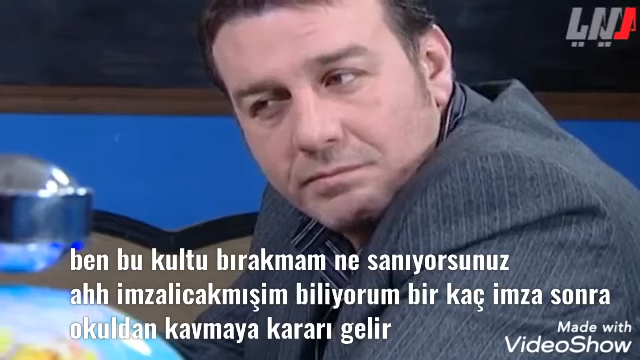 ben bu kultu bırakmam ne sanıyorsunuz
ahh imzalicakmışim biliyorum bir kaç imza sonra
okuldan kavmaya kararı gelir
Made with
VideoShow